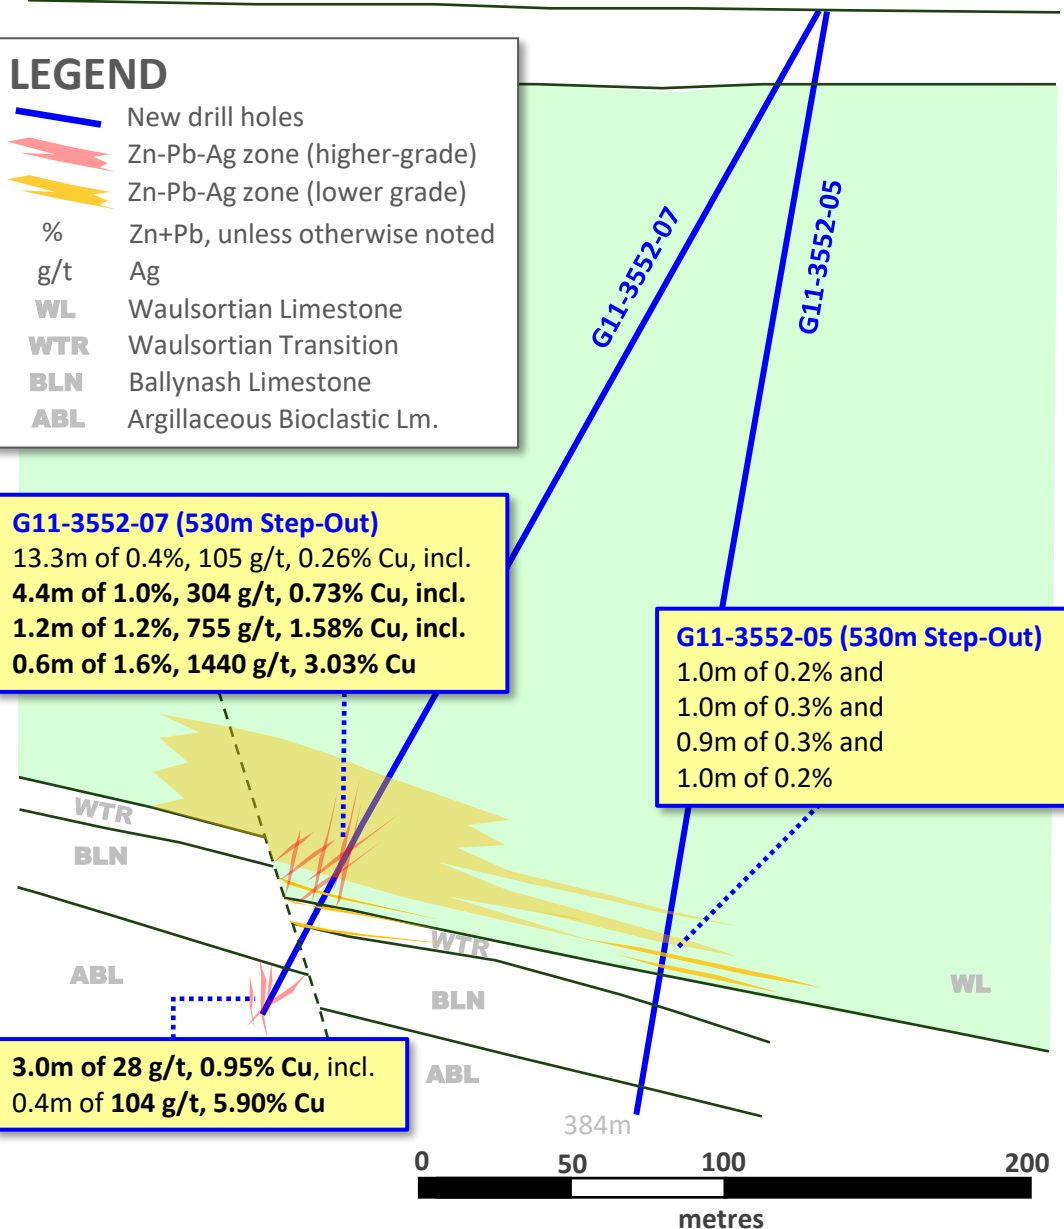 LEGEND
New drill holes
Zn-Pb-Ag zone (higher-grade)
Zn-Pb-Ag zone (lower grade)
% Zn+Pb, unless otherwise noted
g/t Ag
WL Waulsortian Limestone
WTR Waulsortian Transition
BLN Ballynash Limestone
ABL Argillaceous Bioclastic Lm.
G11-3552-07
G11-3552-05
G11-3552-07 (530m Step-Out)
13.3m of 0.4%, 105 g/t, 0.26% Cu, incl.
4.4m of 1.0%, 304 g/t, 0.73% Cu, incl.
1.2m of 1.2%, 755 g/t, 1.58% Cu, incl.
0.6m of 1.6%, 1440 g/t, 3.03% Cu
G11-3552-05 (530m Step-Out)
1.0m of 0.2% and
1.0m of 0.3% and
0.9m of 0.3% and
1.0m of 0.2%
WTR
BLN
ABL
WTR
BLN
ABL
WL
3.0m of 28 g/t, 0.95% Cu, incl.
0.4m of 104 g/t, 5.90% Cu
384m
0 50 100 200
metres